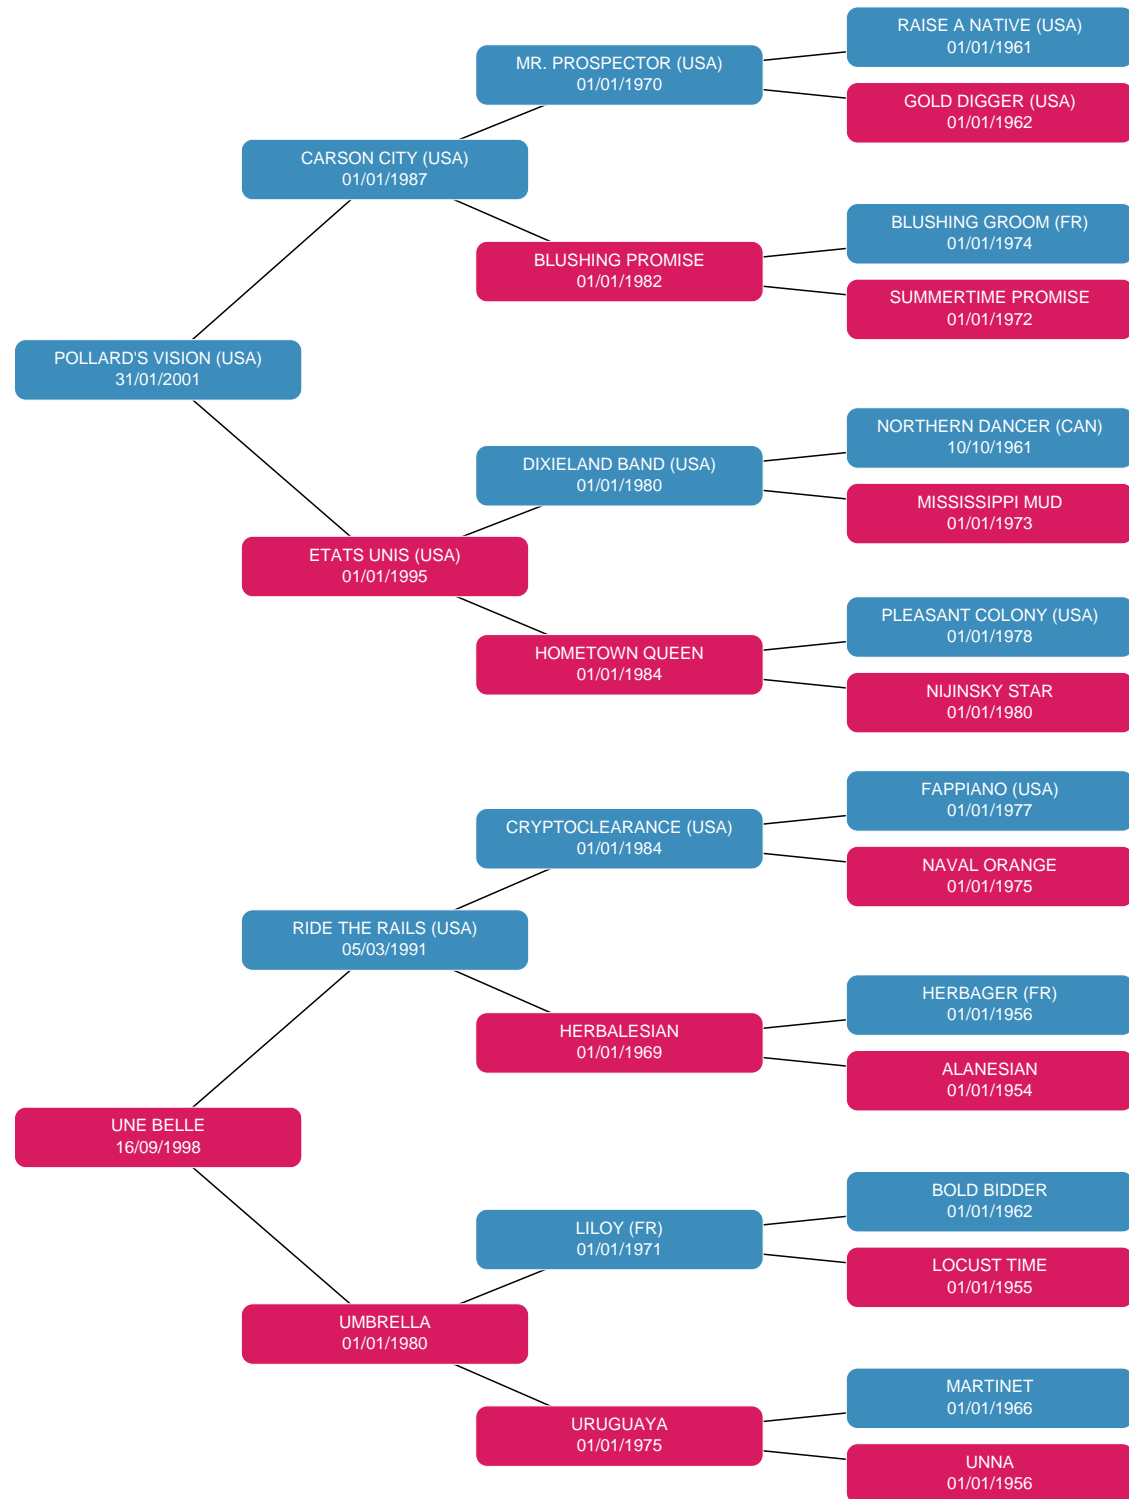 RAISE A NATIVE (USA)
01/01/1961
MR. PROSPECTOR (USA)
01/01/1970
GOLD DIGGER (USA)
01/01/1962
CARSON CITY (USA)
01/01/1987
BLUSHING GROOM (FR)
01/01/1974
BLUSHING PROMISE
01/01/1982
SUMMERTIME PROMISE
01/01/1972
POLLARD'S VISION (USA)
31/01/2001
NORTHERN DANCER (CAN)
10/10/1961
DIXIELAND BAND (USA)
01/01/1980
MISSISSIPPI MUD
01/01/1973
ETATS UNIS (USA)
01/01/1995
PLEASANT COLONY (USA)
01/01/1978
HOMETOWN QUEEN
01/01/1984
NIJINSKY STAR
01/01/1980
FAPPIANO (USA)
01/01/1977
CRYPTOCLEARANCE (USA)
01/01/1984
NAVAL ORANGE
01/01/1975
RIDE THE RAILS (USA)
05/03/1991
HERBAGER (FR)
01/01/1956
HERBALESIAN
01/01/1969
ALANESIAN
01/01/1954
UNE BELLE
16/09/1998
BOLD BIDDER
01/01/1962
LILOY (FR)
01/01/1971
LOCUST TIME
01/01/1955
UMBRELLA
01/01/1980
MARTINET
01/01/1966
URUGUAYA
01/01/1975
UNNA
01/01/1956